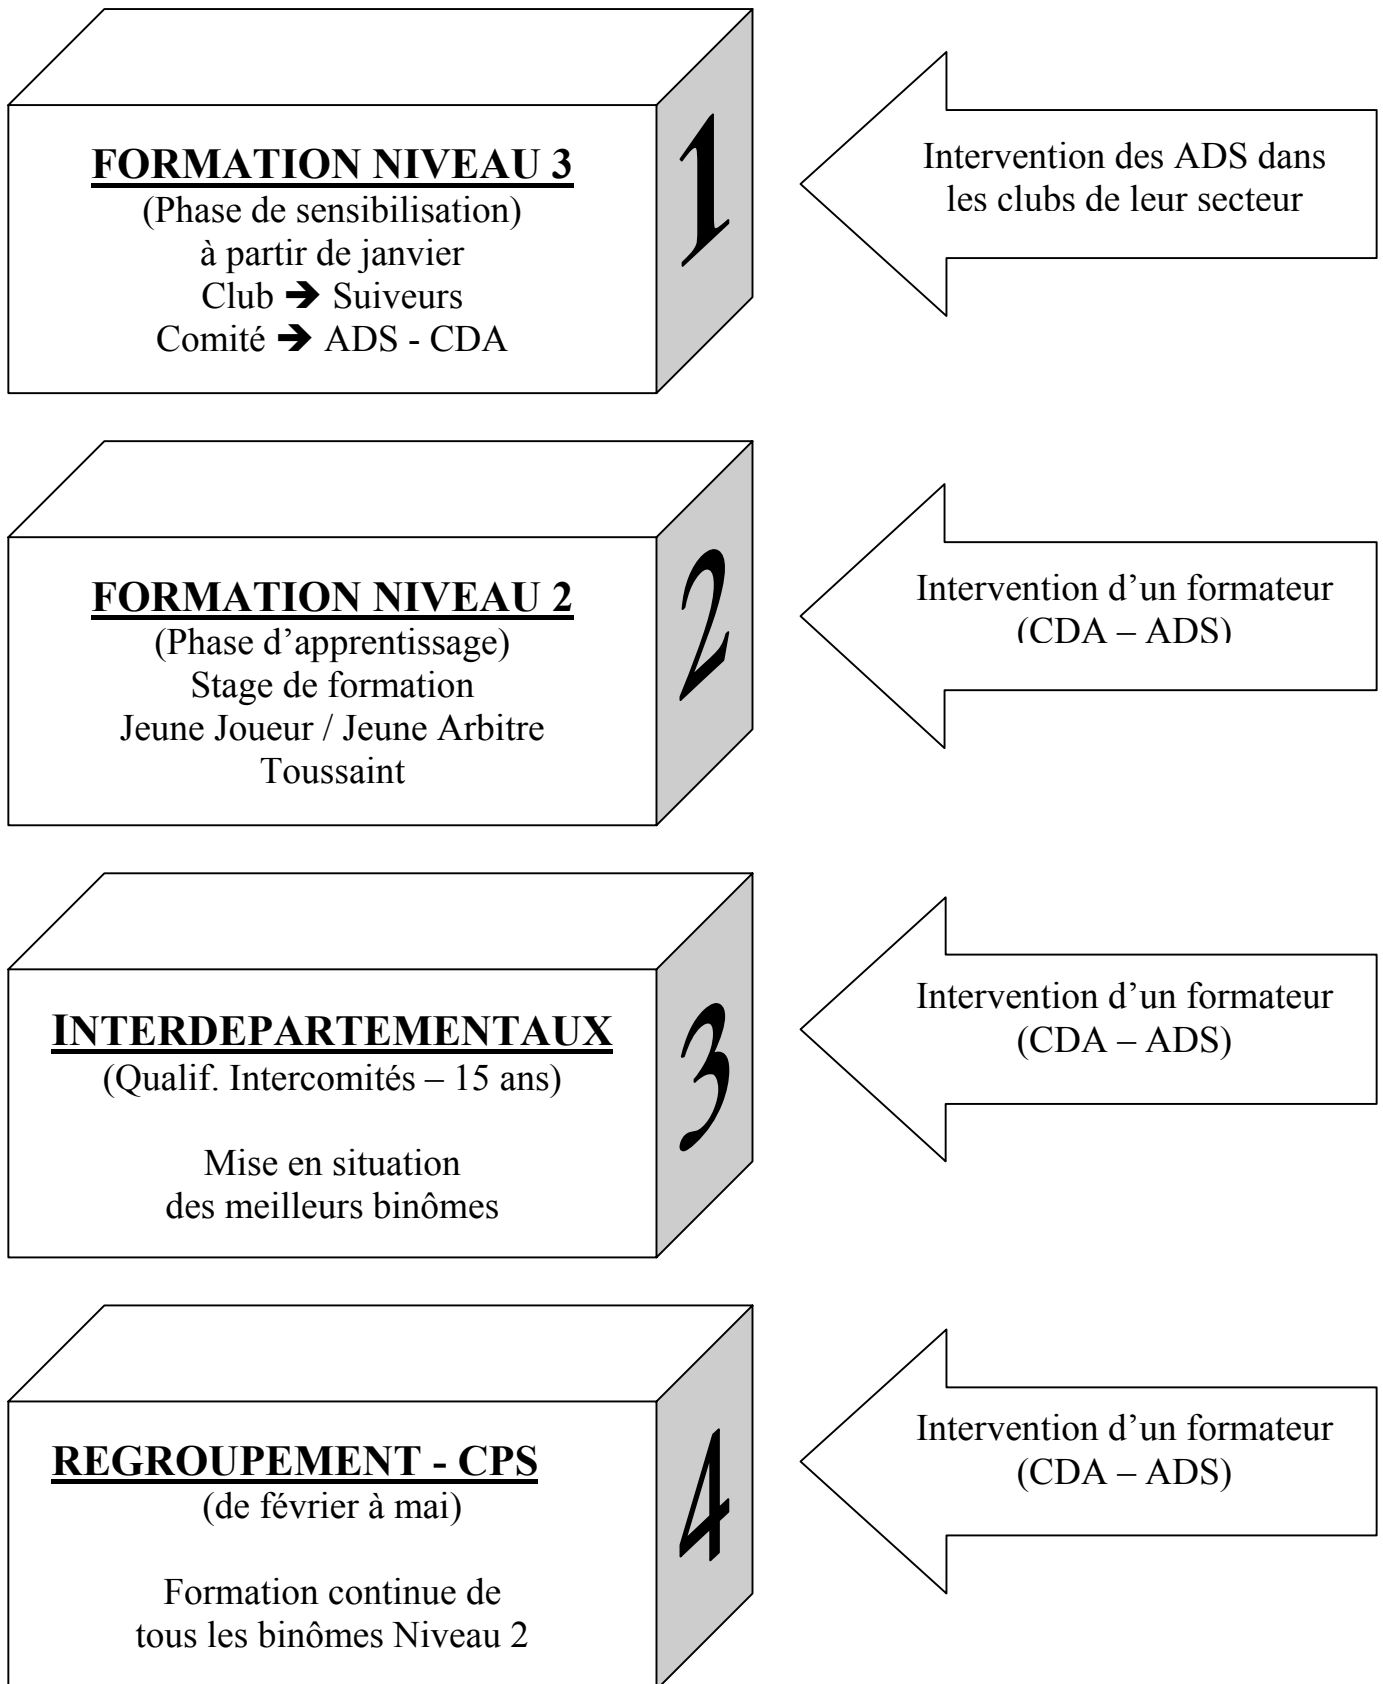 FORMATION NIVEAU 3
(Phase de sensibilisation)
à partir de janvier
Club ➔ Suiveurs
Comité ➔ ADS - CDA
1
Intervention des ADS dans
les clubs de leur secteur
FORMATION NIVEAU 2
(Phase d’apprentissage)
Stage de formation
Jeune Joueur / Jeune Arbitre
Toussaint
2
Intervention d’un formateur
(CDA – ADS)
INTERDEPARTEMENTAUX
(Qualif. Intercomités – 15 ans)
Mise en situation
des meilleurs binômes
3
Intervention d’un formateur
(CDA – ADS)
REGROUPEMENT - CPS
(de février à mai)
Formation continue de
tous les binômes Niveau 2
4
Intervention d’un formateur
(CDA – ADS)